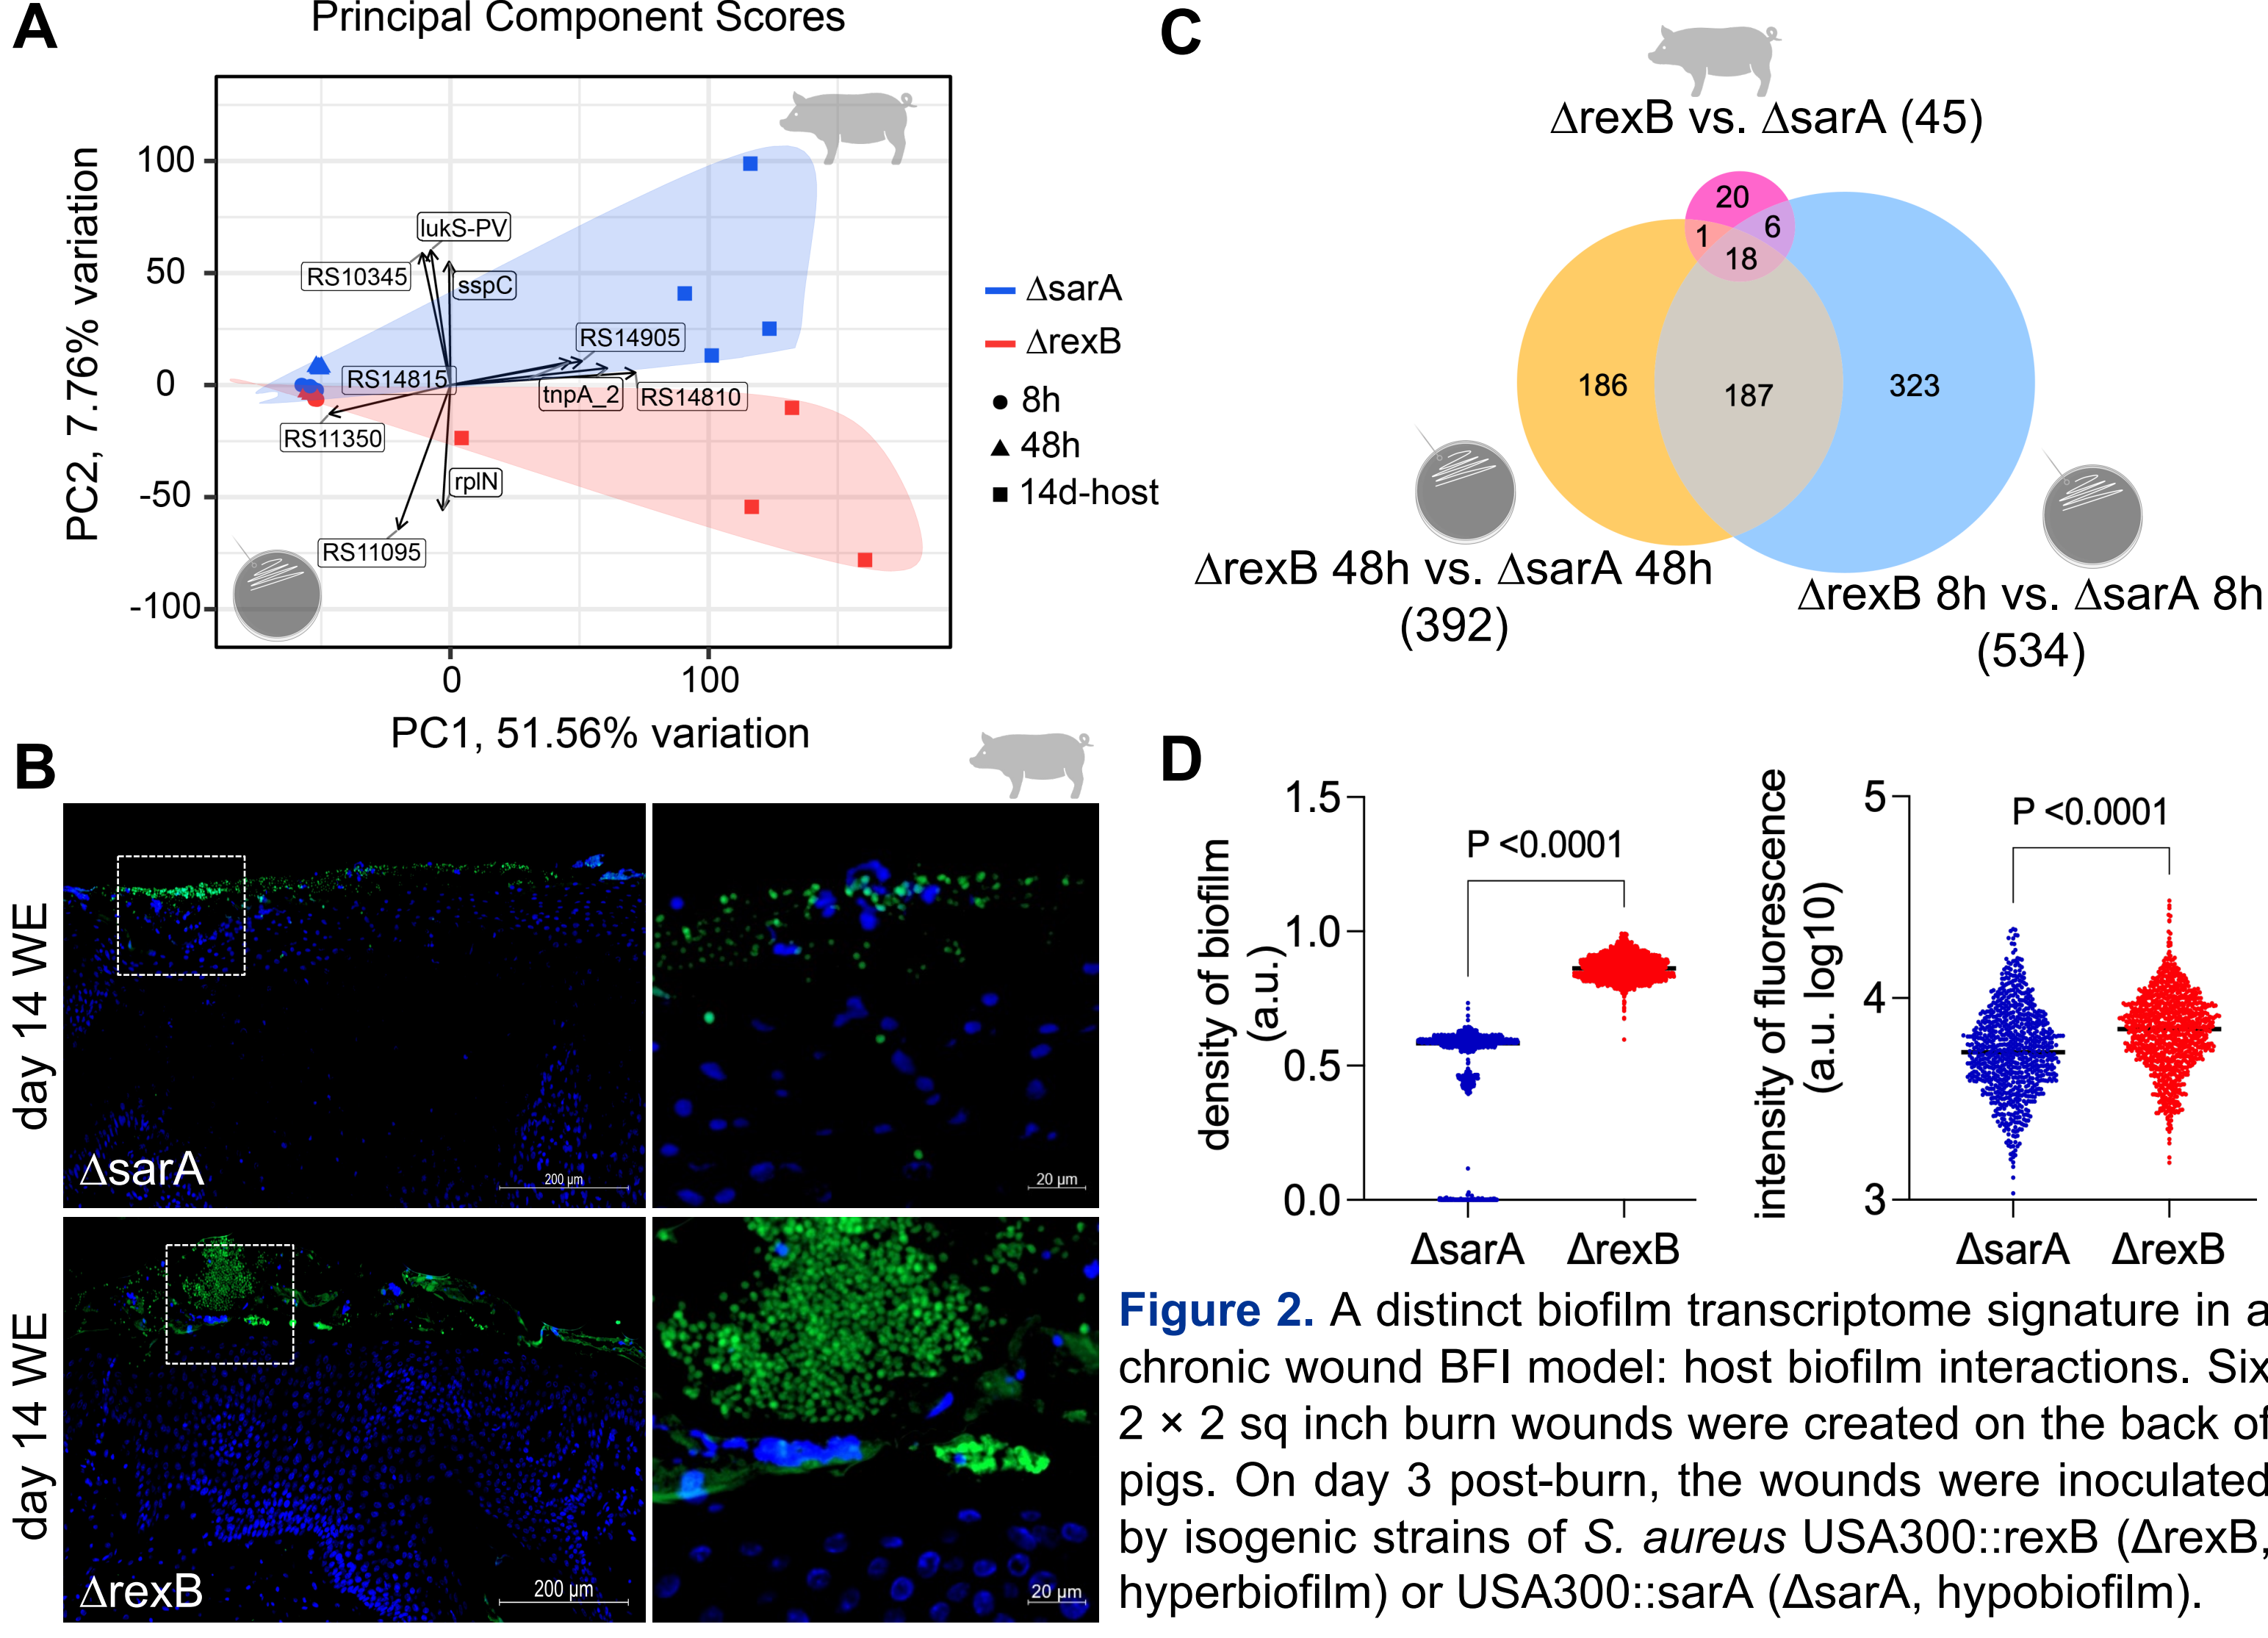 A
Principal Component Scores
PC2, 7.76% variation
100
50
0
-50
-100
lukS-PV
RS10345
sspC
RS14905
RS14815
tnpA_2
RS14810
RS11350
rplN
RS11095
0
100
PC1, 51.56% variation
ΔsarA
ΔrexB
8h
48h
14d-host
B
day 14 WE
ΔsarA
200 µm
20 µm
day 14 WE
ΔrexB
200 µm
20 µm
C
ΔrexB vs. ΔsarA (45)
20
1
6
18
186
187
323
ΔrexB 48h vs. ΔsarA 48h
(392)
ΔrexB 8h vs. ΔsarA 8h
(534)
D
density of biofilm
(a.u.)
1.5
1.0
0.5
0.0
P <0.0001
ΔsarA
ΔrexB
intensity of fluorescence
(a.u. log10)
5
4
3
P <0.0001
ΔsarA
ΔrexB
Figure 2. A distinct biofilm transcriptome signature in a
chronic wound BFI model: host biofilm interactions. Six
2 × 2 sq inch burn wounds were created on the back of
pigs. On day 3 post-burn, the wounds were inoculated
by isogenic strains of S. aureus USA300::rexB (ΔrexB,
hyperbiofilm) or USA300::sarA (ΔsarA, hypobiofilm).